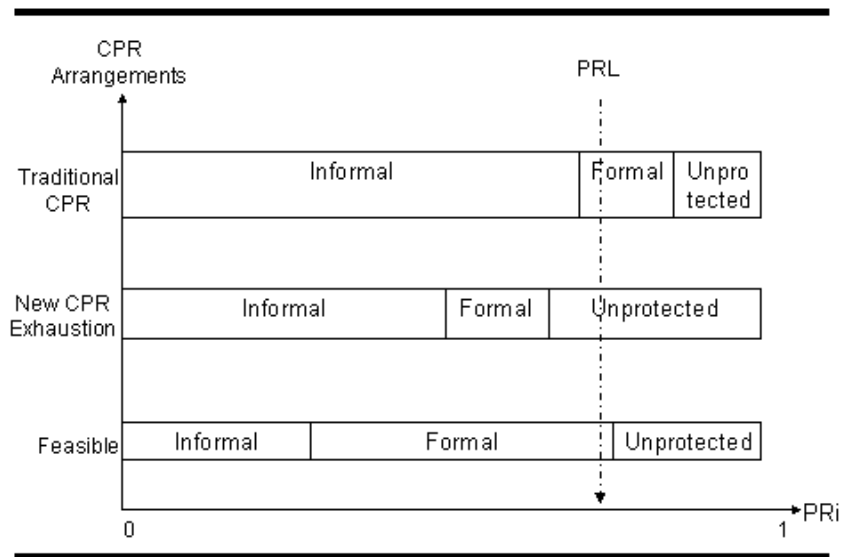 CPR
Arrangements
PRL
Traditional
CPR
Informal
Formal
Unpro
tected
New CPR
Exhaustion
Informal
Formal
Unprotected
Feasible
Informal
Formal
Unprotected
0
1
PRi